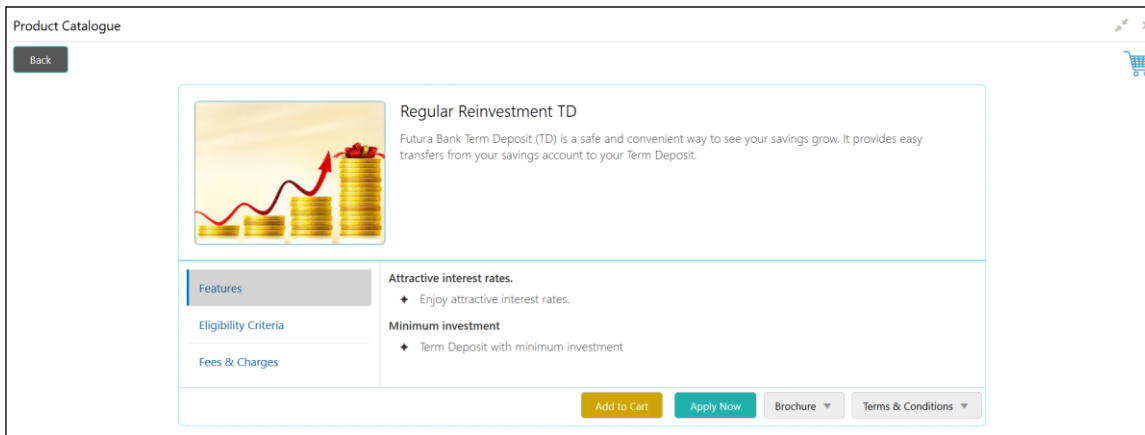 Product Catalogue
Back
Regular Reinvestment TD
Futura Bank Term Deposit (TD) is a safe and convenient way to see your savings grow. It provides easy
transfers from your savings account to your Term Deposit.
Features
Eligibility Criteria
Fees & Charges
Attractive interest rates.
Enjoy attractive interest rates.
Minimum investment
Term Deposit with minimum investment
Add to Cart
Apply Now
Brochure
Terms & Conditions